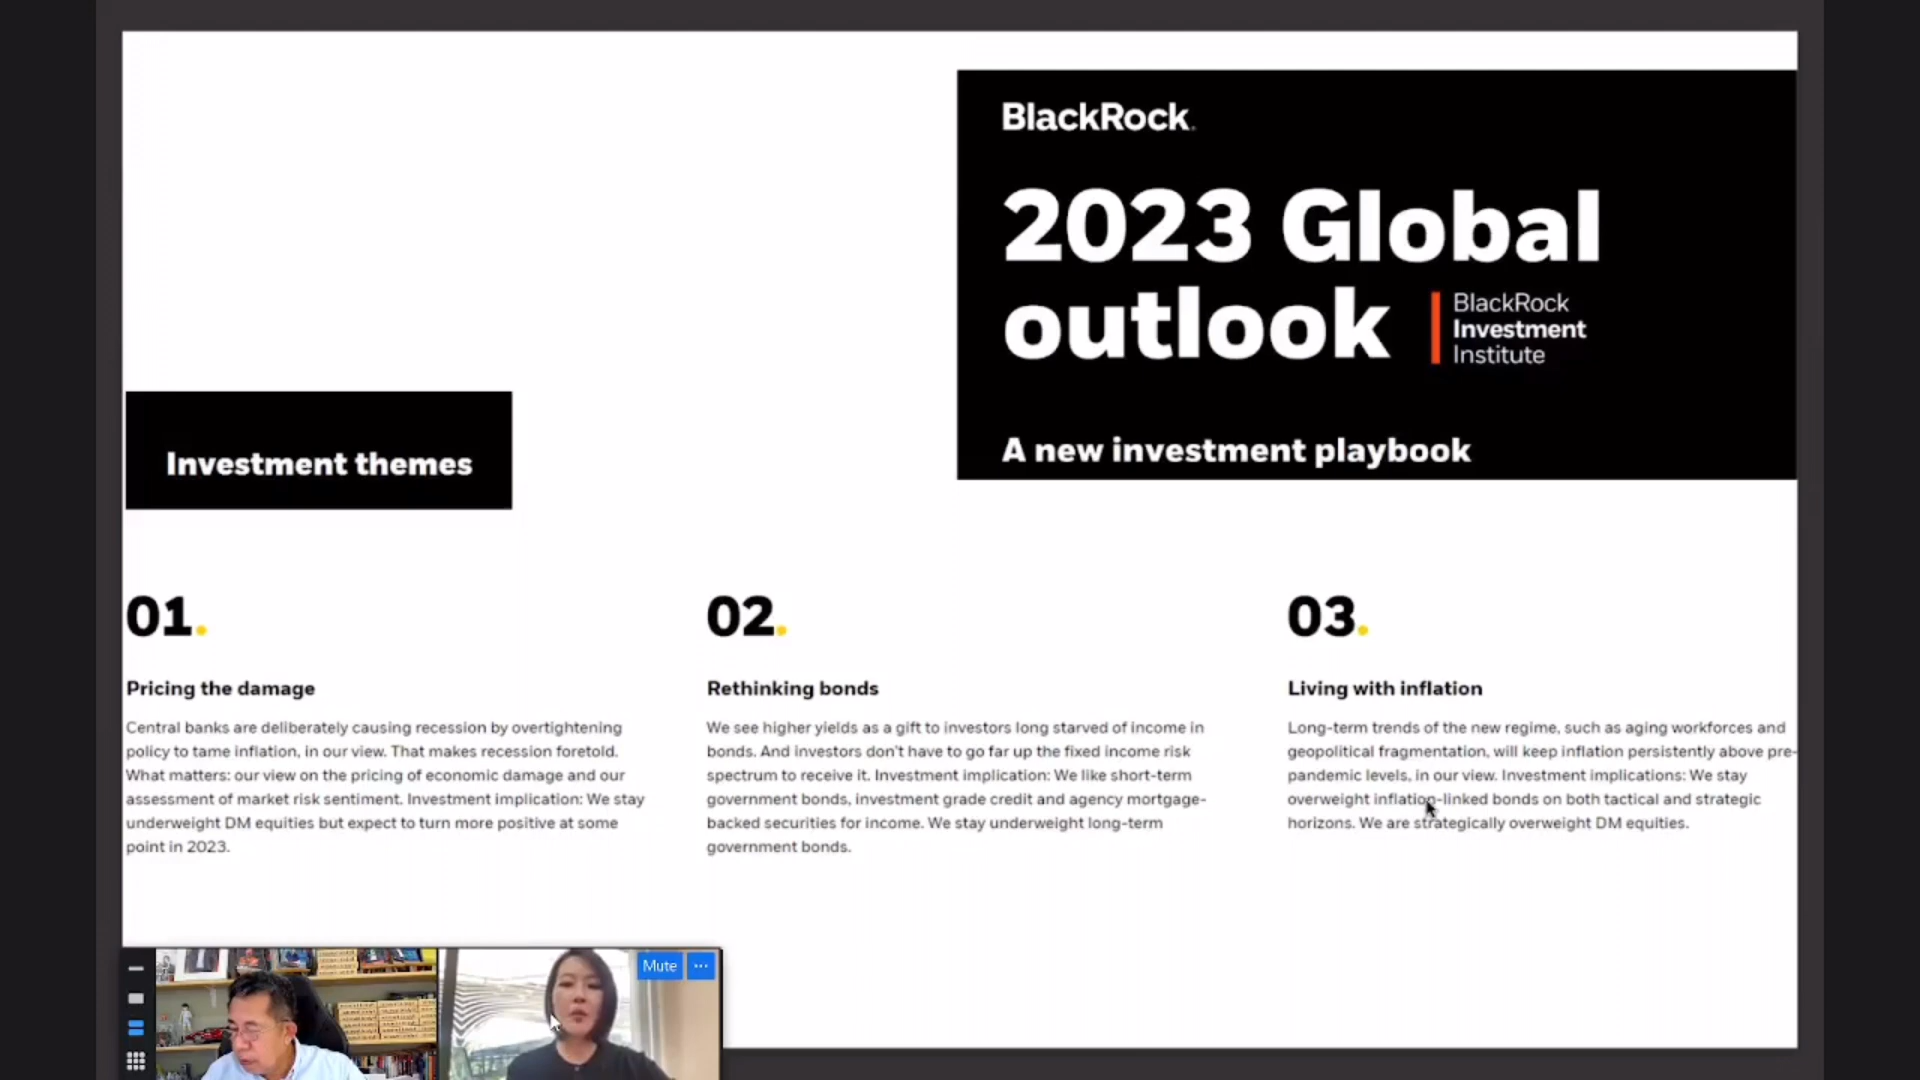 BlackRock.
2023 Global
outlook
BlackRock
Investment
Institute
A new investment playbook
Investment themes
01.
Pricing the damage
Central banks are deliberately causing recession by overtightening
policy to tame inflation, in our view. That makes recession foretold.
What matters: our view on the pricing of economic damage and our
assessment of market risk sentiment. Investment implication: We stay
underweight DM equities but expect to turn more positive at some
point in 2023.
02.
Rethinking bonds
We see higher yields as a gift to investors long starved of income in
bonds. And investors don't have to go far up the fixed income risk
spectrum to receive it. Investment implication: We like short-term
government bonds, investment grade credit and agency mortgage-
backed securities for income. We stay underweight long-term
government bonds.
03.
Living with inflation
Long-term trends of the new regime, such as aging workforces and
geopolitical fragmentation, will keep inflation persistently above pre-
pandemic levels, in our view. Investment implications: We stay
overweight inflation-linked bonds on both tactical and strategic
horizons. We are strategically overweight DM equities.
Mute